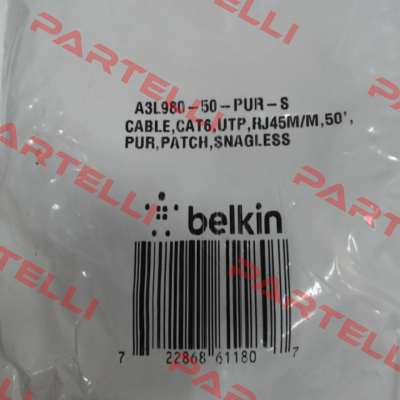 A3L980-50-PUR-S
CABLE,CAT6,UTP,RJ45M/M,50',
PUR,PATCH,SNAGLESS
belkin
7 22868 61180 7
PARTELLI
PARTELLI
PARTELLI
PARTELLI
PARTELLI